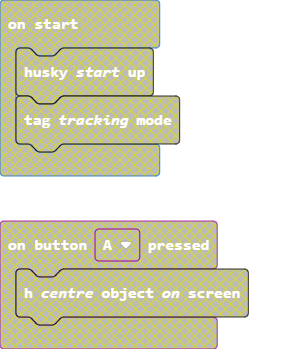 on start
husky start up
tag tracking mode
on button A pressed
h centre object on screen